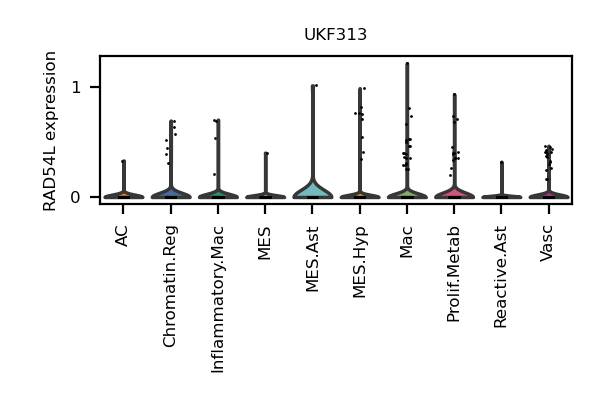 UKF313
RAD54L expression
1
0
AC
Chromatin.Reg
Inflammatory.Mac
MES
MES.Ast
MES.Hyp
Mac
Prolif.Metab
Reactive.Ast
Vasc